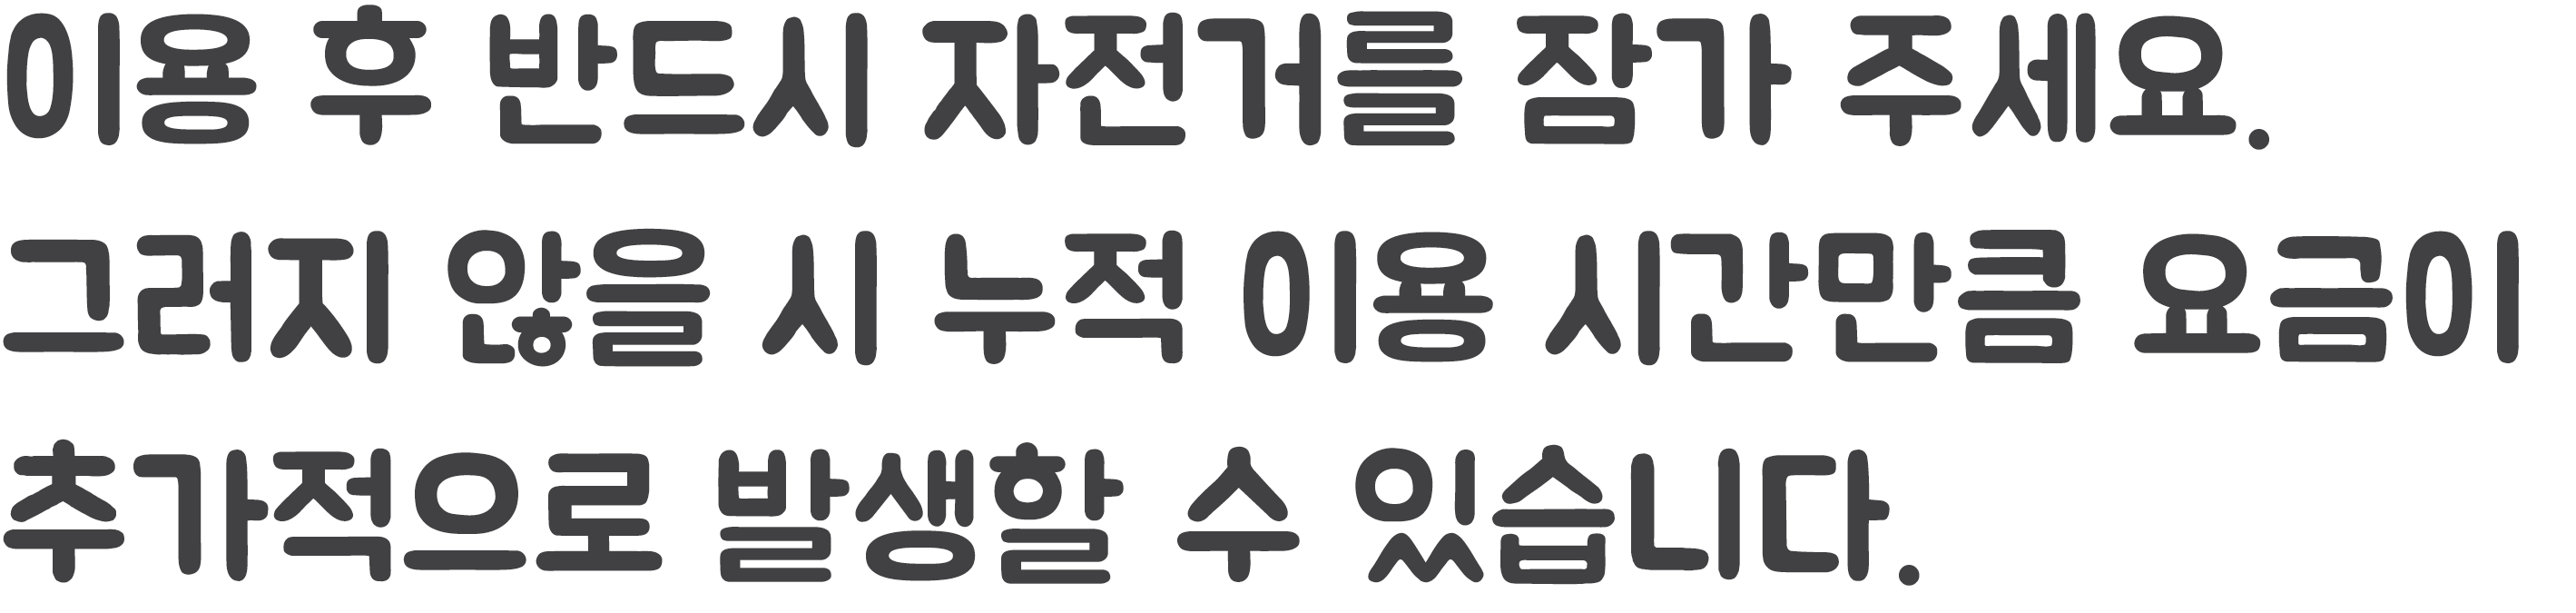 이용 후 반드시 자전거를 잠가 주세요.
그러지 않을 시 누적 이용 시간만큼 요금이
추가적으로 발생할 수 있습니다.